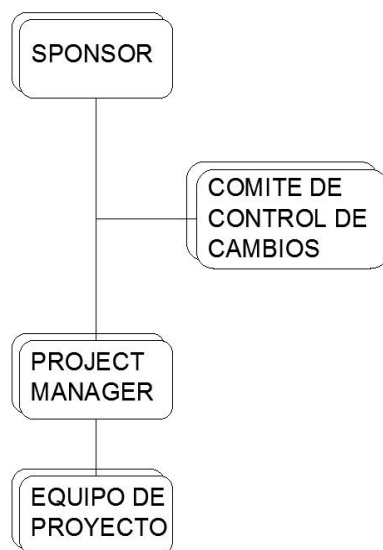 SPONSOR
COMITE DE
CONTROL DE
CAMBIOS
PROJECT
MANAGER
EQUIPO DE
PROYECTO